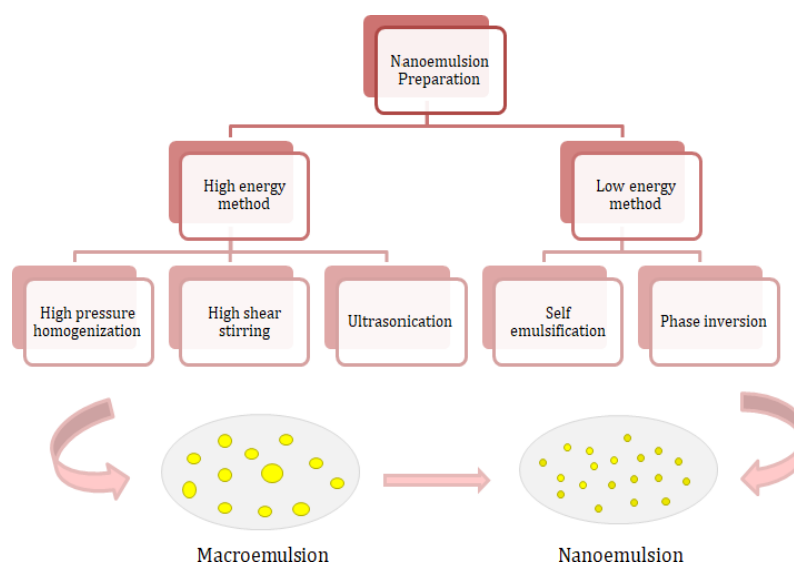 Nanoemulsion
Preparation
High energy
method
Low energy
method
High pressure
homogenization
High shear
stirring
Ultrasonication
Self
emulsification
Phase inversion
Macroemulsion
Nanoemulsion